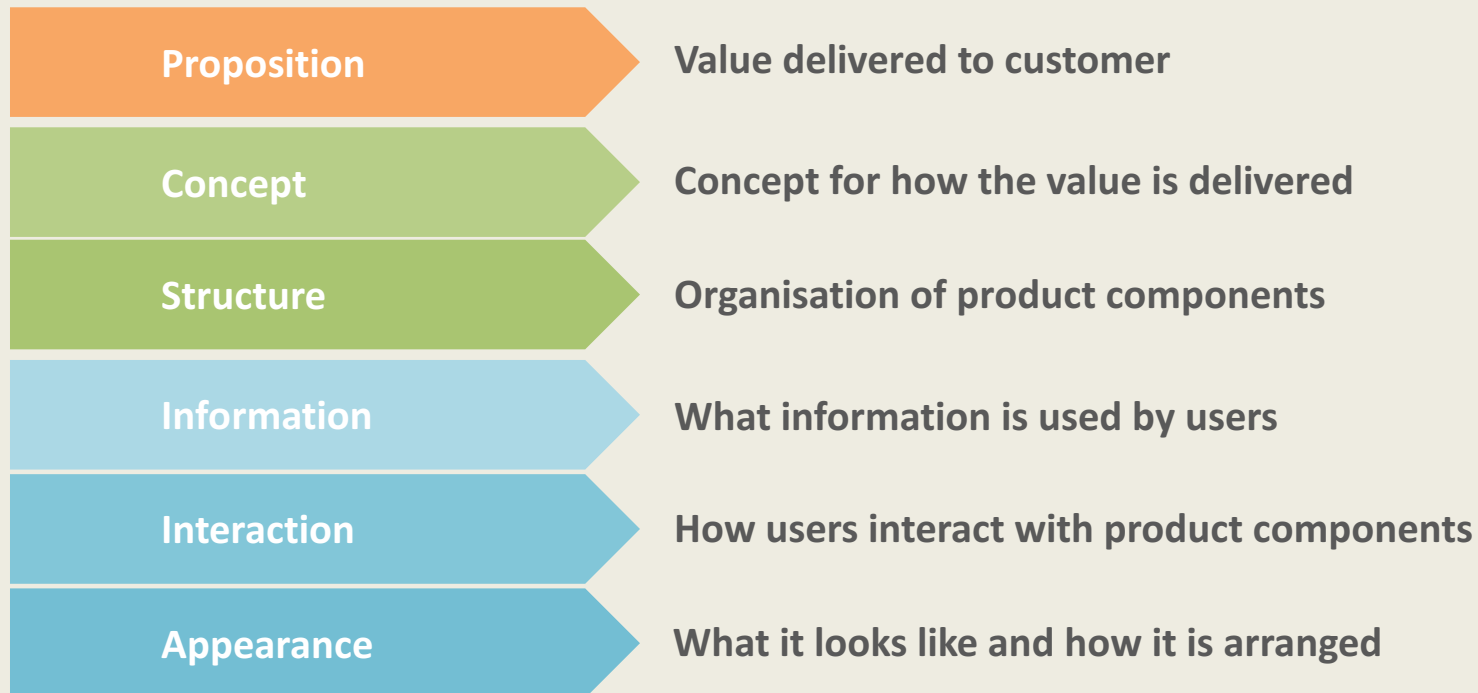 Proposition
Value delivered to customer
Concept
Concept for how the value is delivered
Structure
Organisation of product components
Information
What information is used by users
Interaction
How users interact with product components
Appearance
What it looks like and how it is arranged